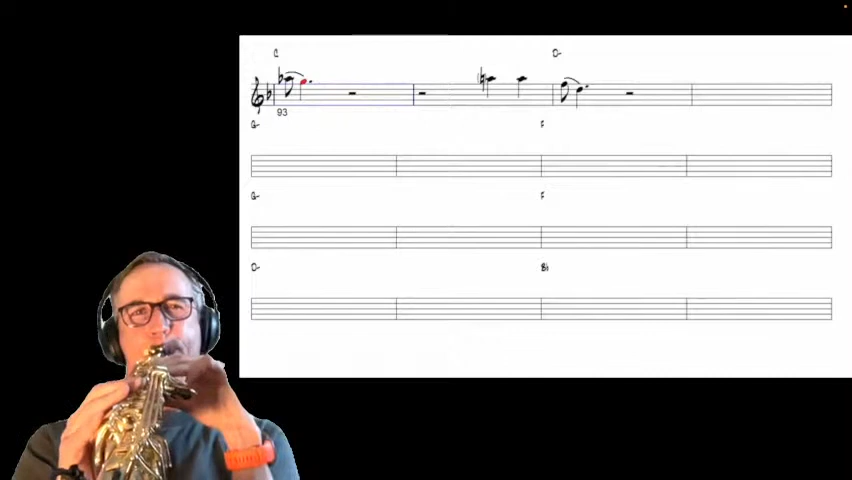 C D-
93
G- F
G- F
D- B♭